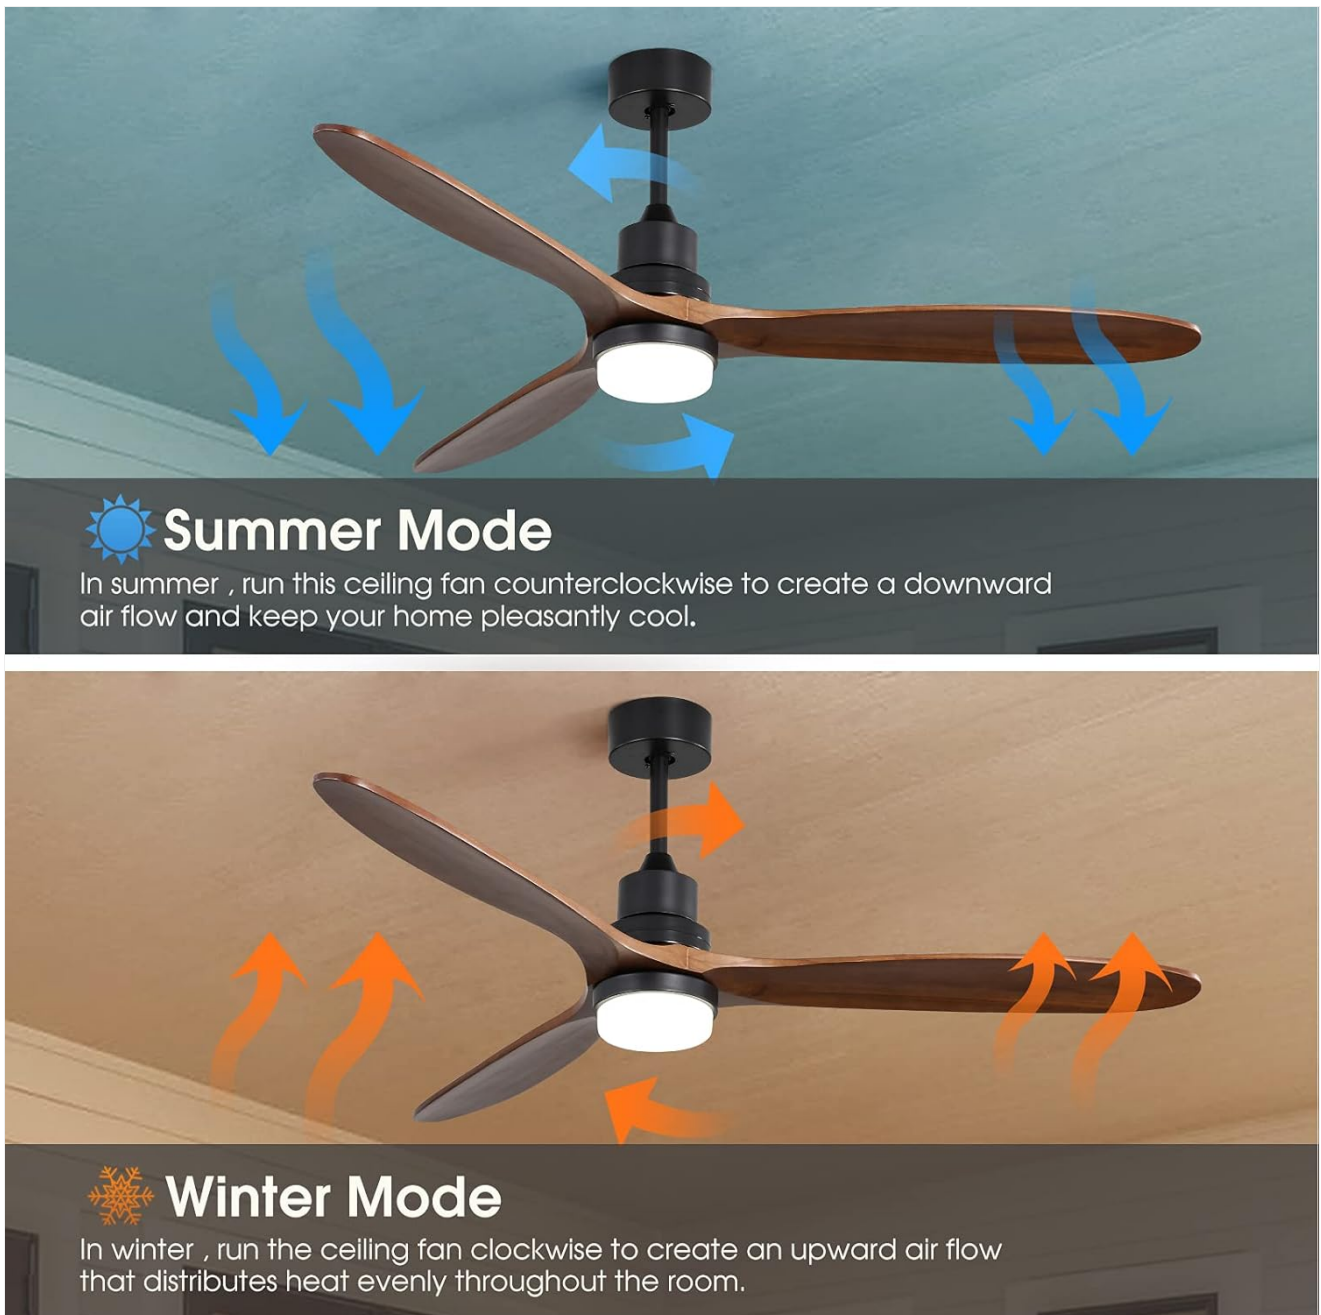 Summer Mode
In summer , run this ceiling fan counterclockwise to create a downward
air flow and keep your home pleasantly cool.
Winter Mode
In winter , run the ceiling fan clockwise to create an upward air flow
that distributes heat evenly throughout the room.